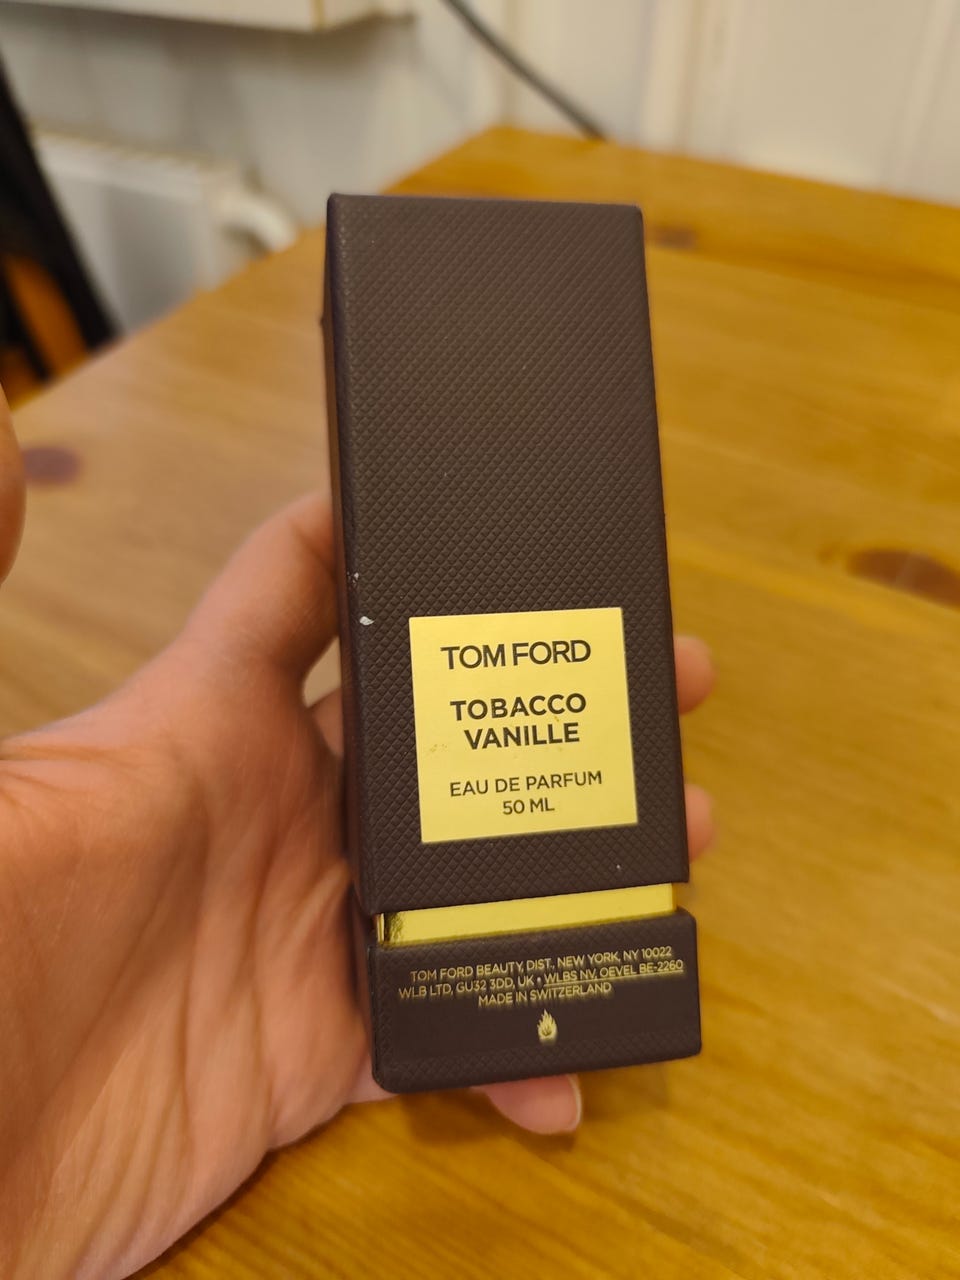 TOM FORD
TOBACCO
VANILLE
EAU DE PARFUM
50 ML
TOM FORD BEAUTY, DIST. NEW YORK, NY 10022
WLB LTD, GU32 3DD, UK • WLBS NV, OEVEL BE-2260
MADE IN SWITZERLAND